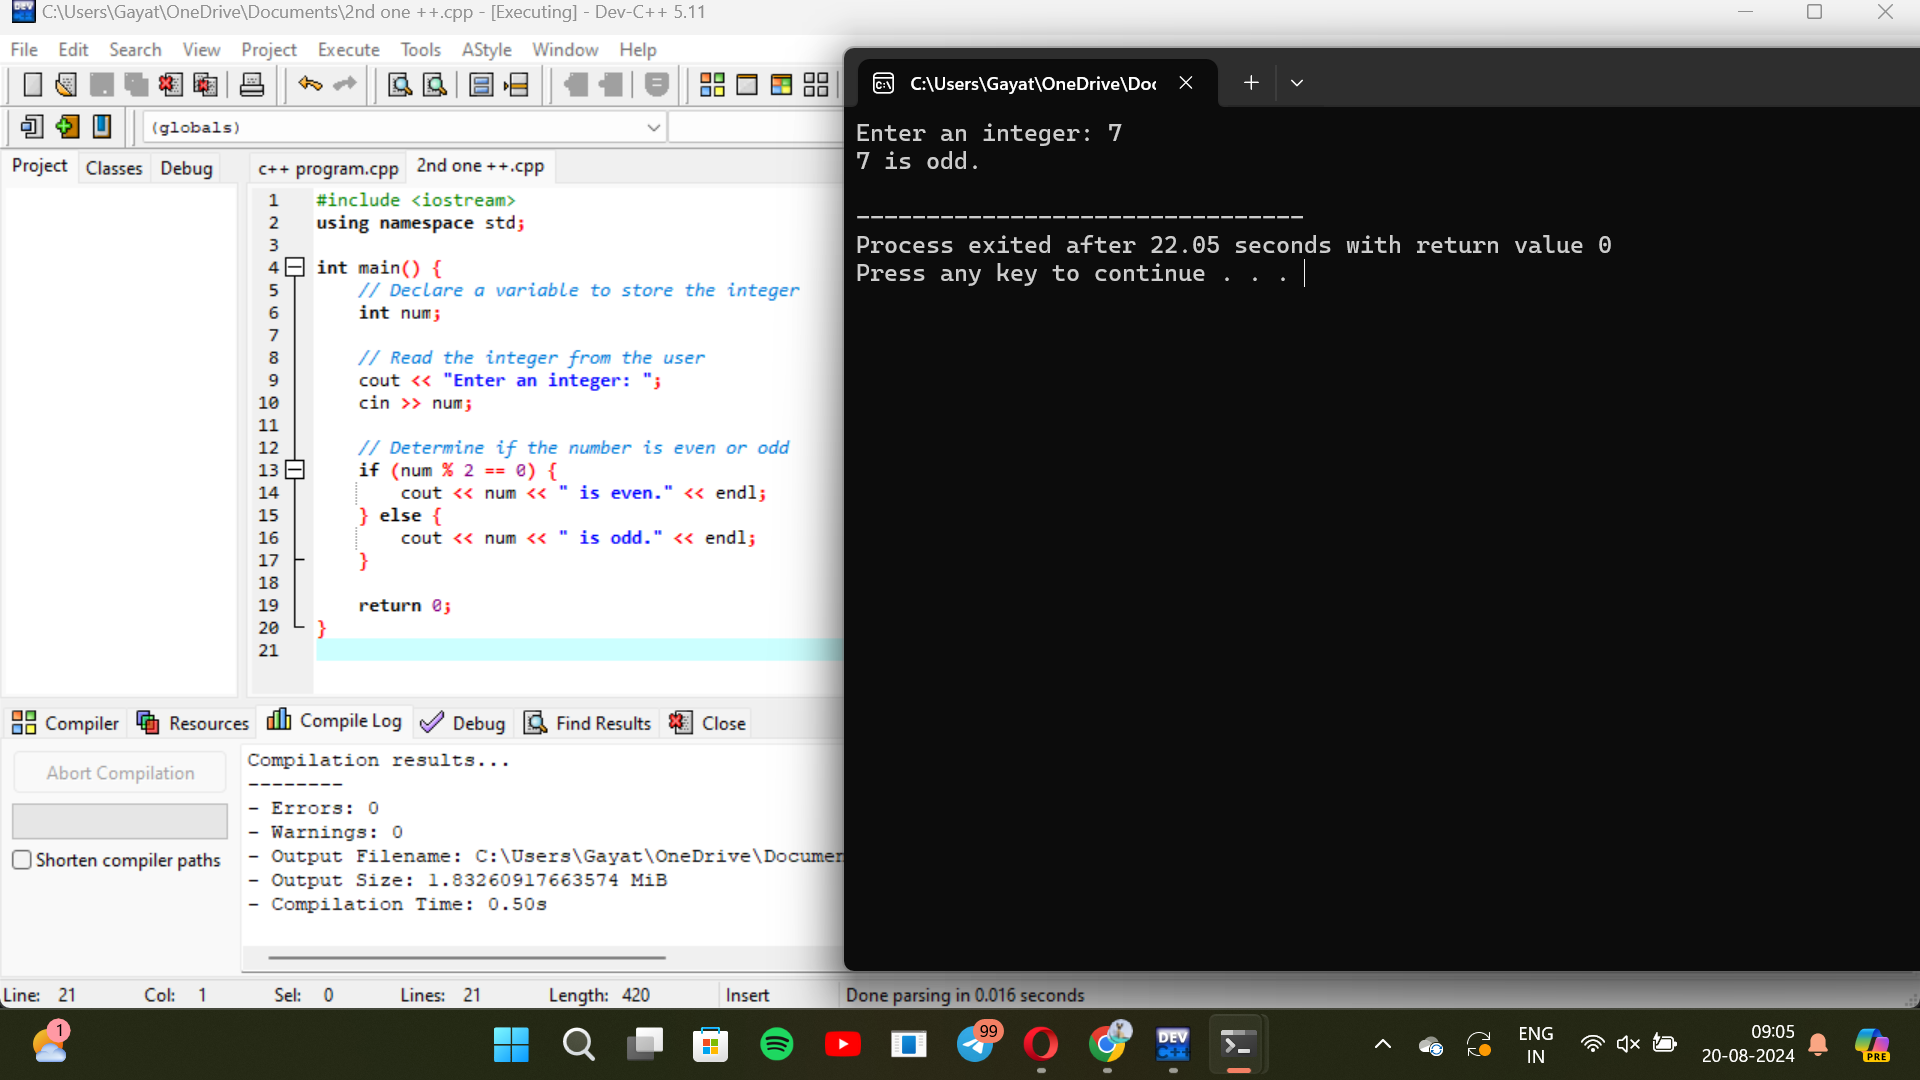 C:\Users\Gayat\OneDrive\Documents\2nd one ++.cpp - [Executing] - Dev-C++ 5.11
File Edit Search View Project Execute Tools AStyle Window Help
(globals)
Project Classes Debug
c++ program.cpp 2nd one ++.cpp
1 #include <iostream>
2 using namespace std;
3
4 int main() {
5 // Declare a variable to store the integer
6 int num;
7
8 // Read the integer from the user
9 cout << "Enter an integer: ";
10 cin >> num;
11
12 // Determine if the number is even or odd
13 if (num % 2 == 0) {
14 cout << num << " is even." << endl;
15 } else {
16 cout << num << " is odd." << endl;
17 }
18
19 return 0;
20 }
21
C:\Users\Gayat\OneDrive\Doc
Enter an integer: 7
7 is odd.
--------------------------------
Process exited after 22.05 seconds with return value 0
Press any key to continue . . .
Compiler Resources Compile Log Debug Find Results Close
Abort Compilation
Shorten compiler paths
Compilation results...
--------
- Errors: 0
- Warnings: 0
- Output Filename: C:\Users\Gayat\OneDrive\Documen
- Output Size: 1.83260917663574 MiB
- Compilation Time: 0.50s
Line: 21 Col: 1 Sel: 0 Lines: 21 Length: 420 Insert Done parsing in 0.016 seconds
1
99
DEV
C++
ENG
IN
09:05
20-08-2024
PRE